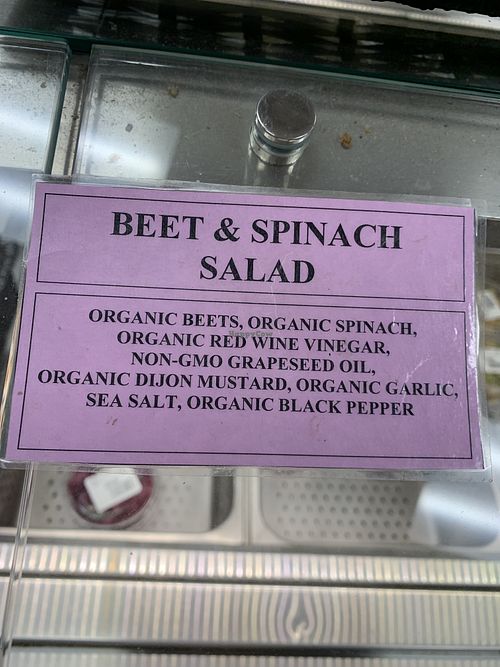 BEET & SPINACH
SALAD
ORGANIC BEETS, ORGANIC SPINACH,
ORGANIC RED WINE VINEGAR,
HappyCow
NON-GMO GRAPESEED OIL,
ORGANIC DIJON MUSTARD, ORGANIC GARLIC,
SEA SALT, ORGANIC BLACK PEPPER